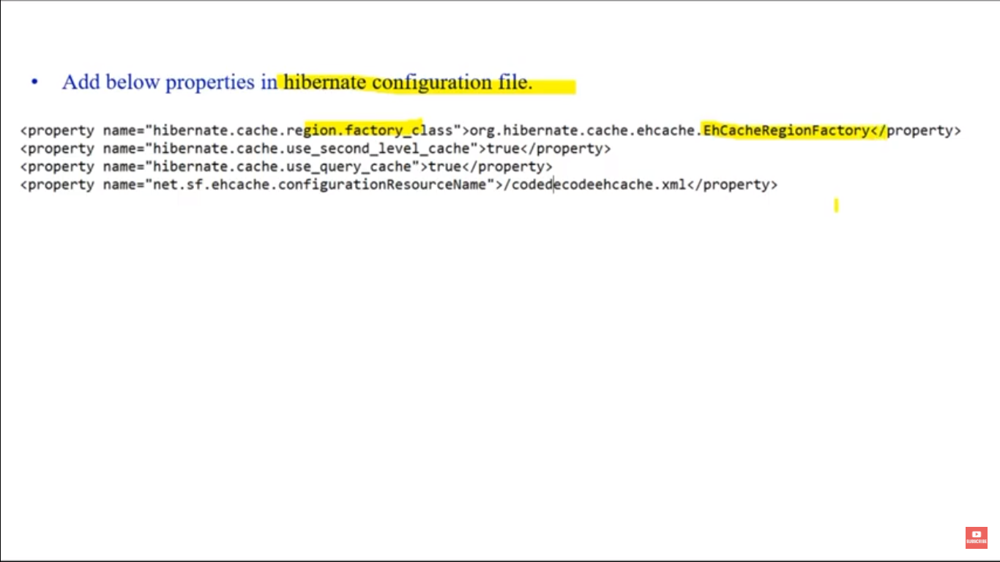 • Add below properties in hibernate configuration file.
<property name="hibernate.cache.region.factory_class">org.hibernate.cache.ehcache.EhCacheRegionFactory</property>
<property name="hibernate.cache.use_second_level_cache">true</property>
<property name="hibernate.cache.use_query_cache">true</property>
<property name="net.sf.ehcache.configurationResourceName">/codedecodeehcache.xml</property>
SUBSCRIBE